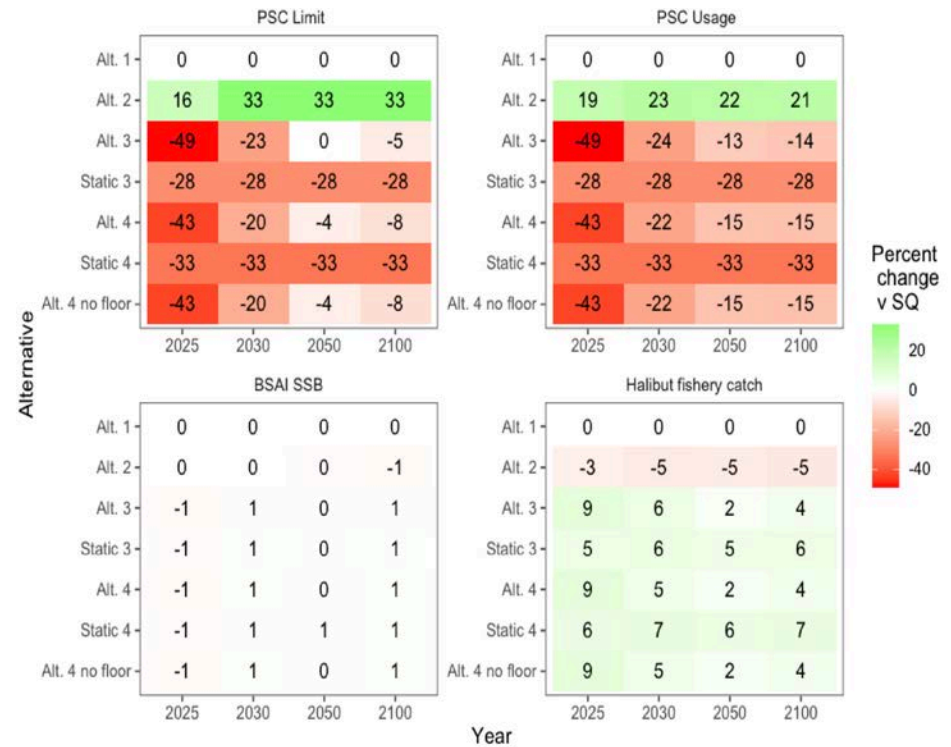 PSC Limit
PSC Usage
Alt. 1 0 0 0 0
Alt. 2 16 33 33 33
Alt. 3 -49 -23 0 -5
Static 3 -28 -28 -28 -28
Alt. 4 -43 -20 -4 -8
Static 4 -33 -33 -33 -33
Alt. 4 no floor -43 -20 -4 -8
2025 2030 2050 2100
Alt. 1 0 0 0 0
Alt. 2 19 23 22 21
Alt. 3 -49 -24 -13 -14
Static 3 -28 -28 -28 -28
Alt. 4 -43 -22 -15 -15
Static 4 -33 -33 -33 -33
Alt. 4 no floor -43 -22 -15 -15
2025 2030 2050 2100
BSAI SSB
Halibut fishery catch
Alt. 1 0 0 0 0
Alt. 2 0 0 0 -1
Alt. 3 -1 1 0 1
Static 3 -1 1 0 1
Alt. 4 -1 1 0 1
Static 4 -1 1 1 1
Alt. 4 no floor -1 1 0 1
2025 2030 2050 2100
Alt. 1 0 0 0 0
Alt. 2 -3 -5 -5 -5
Alt. 3 9 6 2 4
Static 3 5 6 5 6
Alt. 4 9 5 2 4
Static 4 6 7 6 7
Alt. 4 no floor 9 5 2 4
2025 2030 2050 2100
Alternative
Year
Percent
change
v SQ
20
0
-20
-40